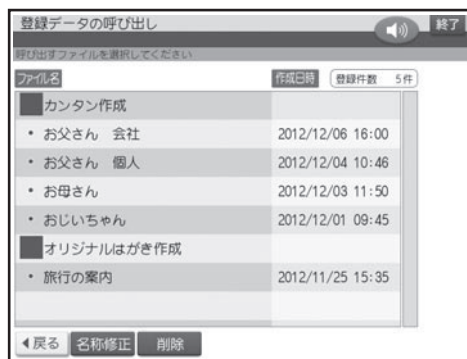 登録データの呼び出し
終了
呼び出すファイルを選択してください
ファイル名 作成日時 登録件数 5件
カンタン作成
・ お父さん 会社 2012/12/06 16:00
・ お父さん 個人 2012/12/04 10:46
・ お母さん 2012/12/03 11:50
・ おじいちゃん 2012/12/01 09:45
オリジナルはがき作成
・ 旅行の案内 2012/11/25 15:35
戻る 名称修正 削除